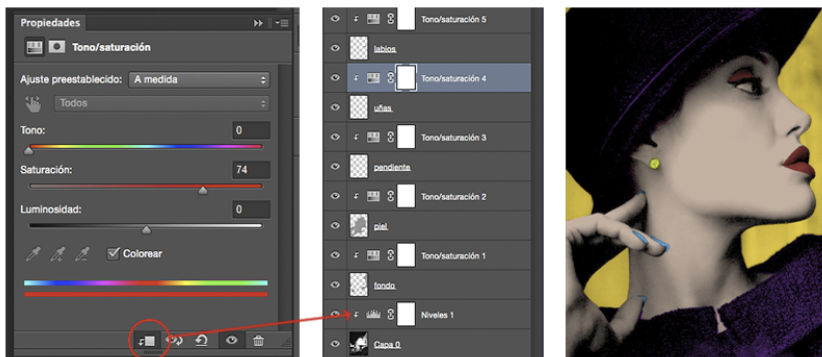 Propiedades
Tono/saturación
Ajuste preestablecido: A medida
Todos
Tono: 0
Saturación: 74
Luminosidad: 0
Colorear
Tono/saturación 5
labios
Tono/saturación 4
uñas
Tono/saturación 3
pendiente
Tono/saturación 2
piel
Tono/saturación 1
fondo
Niveles 1
Capa 0